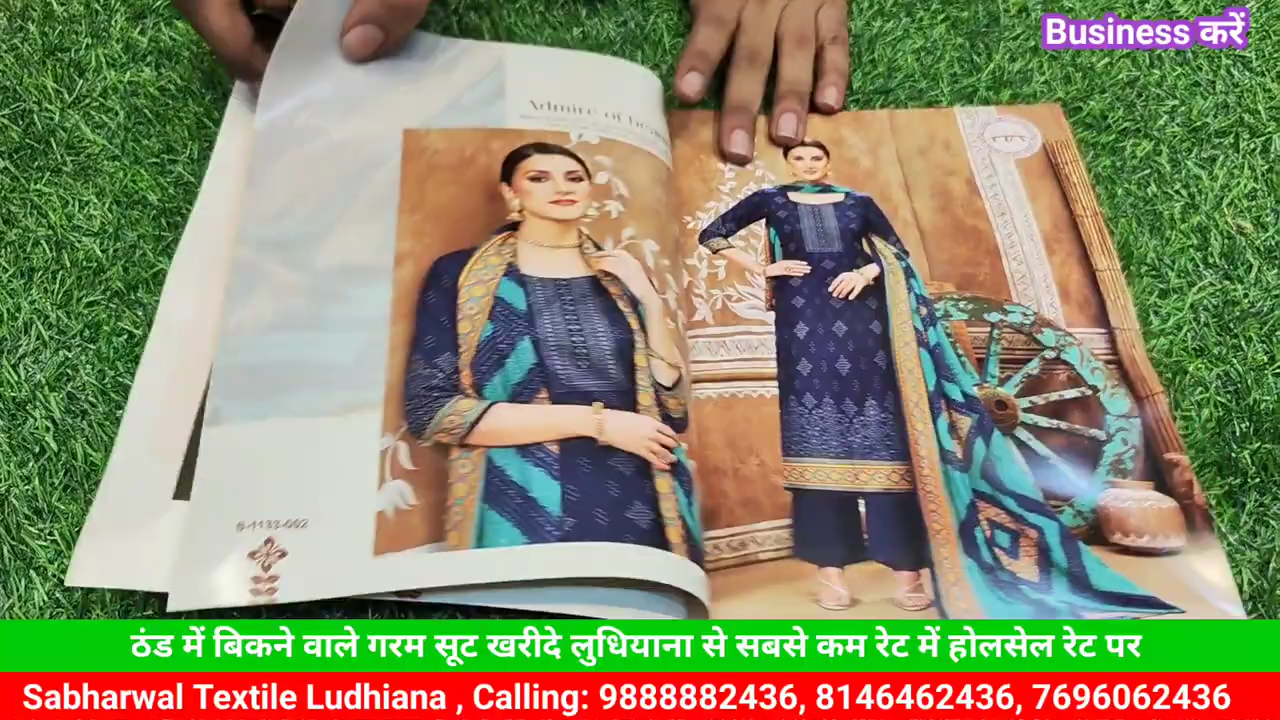 Business करें
Admire of
S-1133-002
ठंड में बिकने वाले गरम सूट खरीदे लुधियाना से सबसे कम रेट में होलसेल रेट पर
Sabharwal Textile Ludhiana , Calling: 9888882436, 8146462436, 7696062436